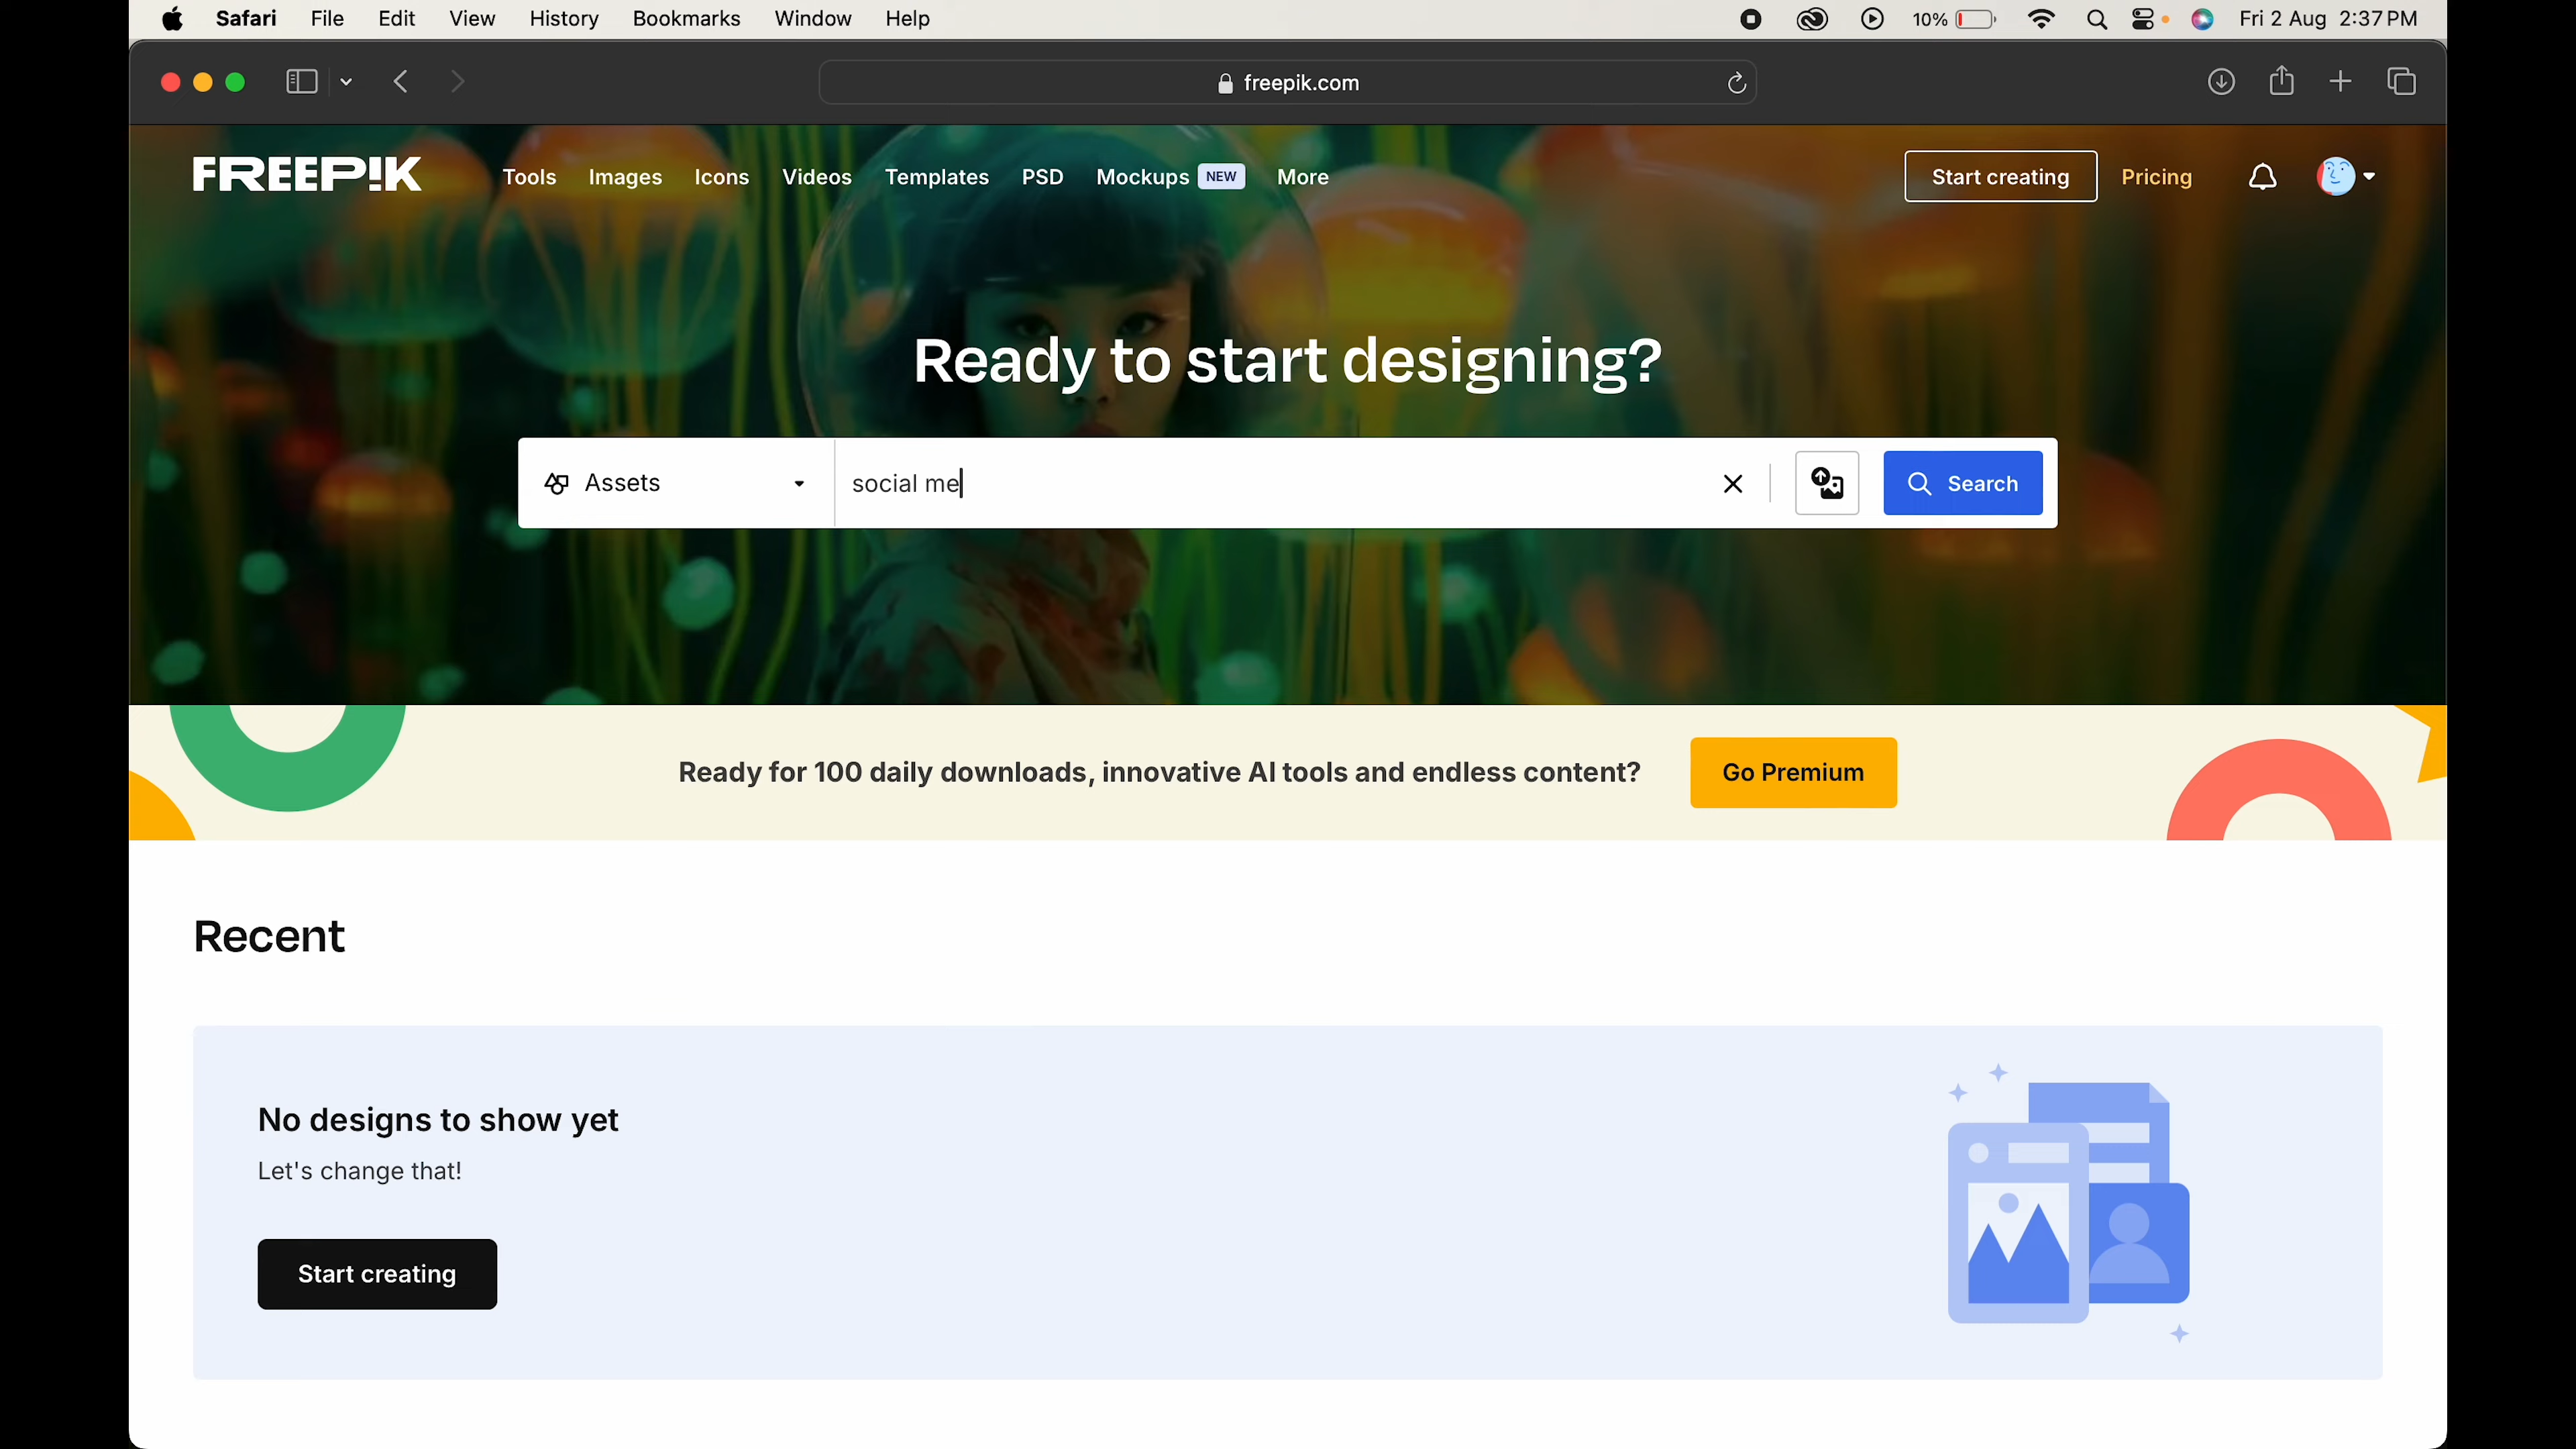 Safari File Edit View History Bookmarks Window Help 10% Fri 2 Aug 2:37 PM
freepik.com
FREEP!K Tools Images Icons Videos Templates PSD Mockups NEW More Start creating Pricing
Ready to start designing?
Assets social me Search
Ready for 100 daily downloads, innovative AI tools and endless content? Go Premium
Recent
No designs to show yet
Let's change that!
Start creating